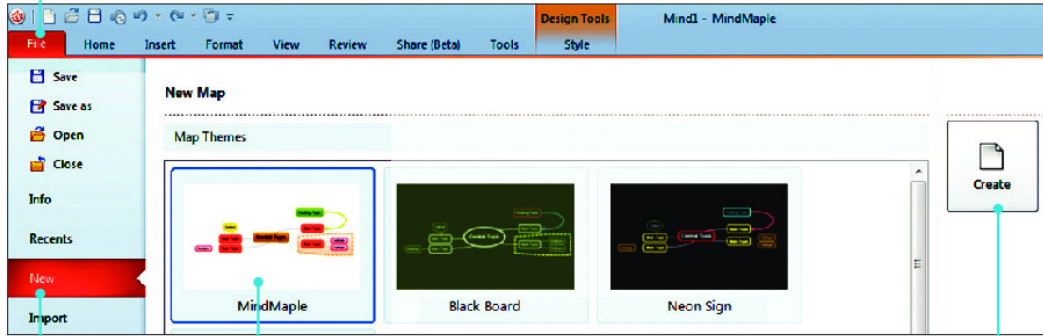 Design Tools Mind1 - MindMaple
File Home Insert Format View Review Share (Beta) Tools Style
Save
Save as
Open
Close
Info
Recents
New
Import
New Map
Map Themes
MindMaple Black Board Neon Sign
Create